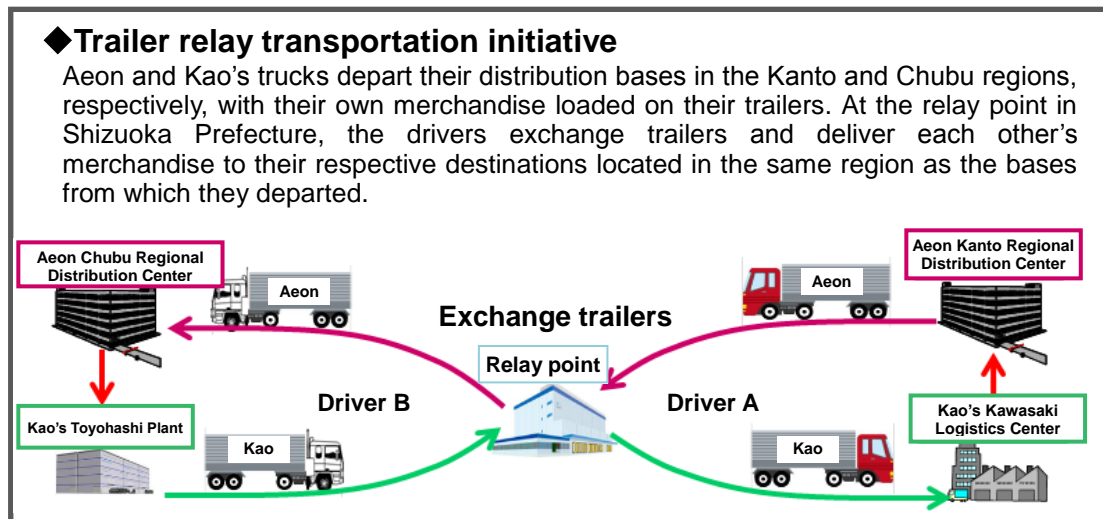 ◆Trailer relay transportation initiative
Aeon and Kao’s trucks depart their distribution bases in the Kanto and Chubu regions,
respectively, with their own merchandise loaded on their trailers. At the relay point in
Shizuoka Prefecture, the drivers exchange trailers and deliver each other’s
merchandise to their respective destinations located in the same region as the bases
from which they departed.
Aeon Chubu Regional
Distribution Center
Aeon
Exchange trailers
Aeon
Aeon Kanto Regional
Distribution Center
Relay point
Driver B
Driver A
Kao’s Toyohashi Plant
Kao
Kao
Kao’s Kawasaki
Logistics Center